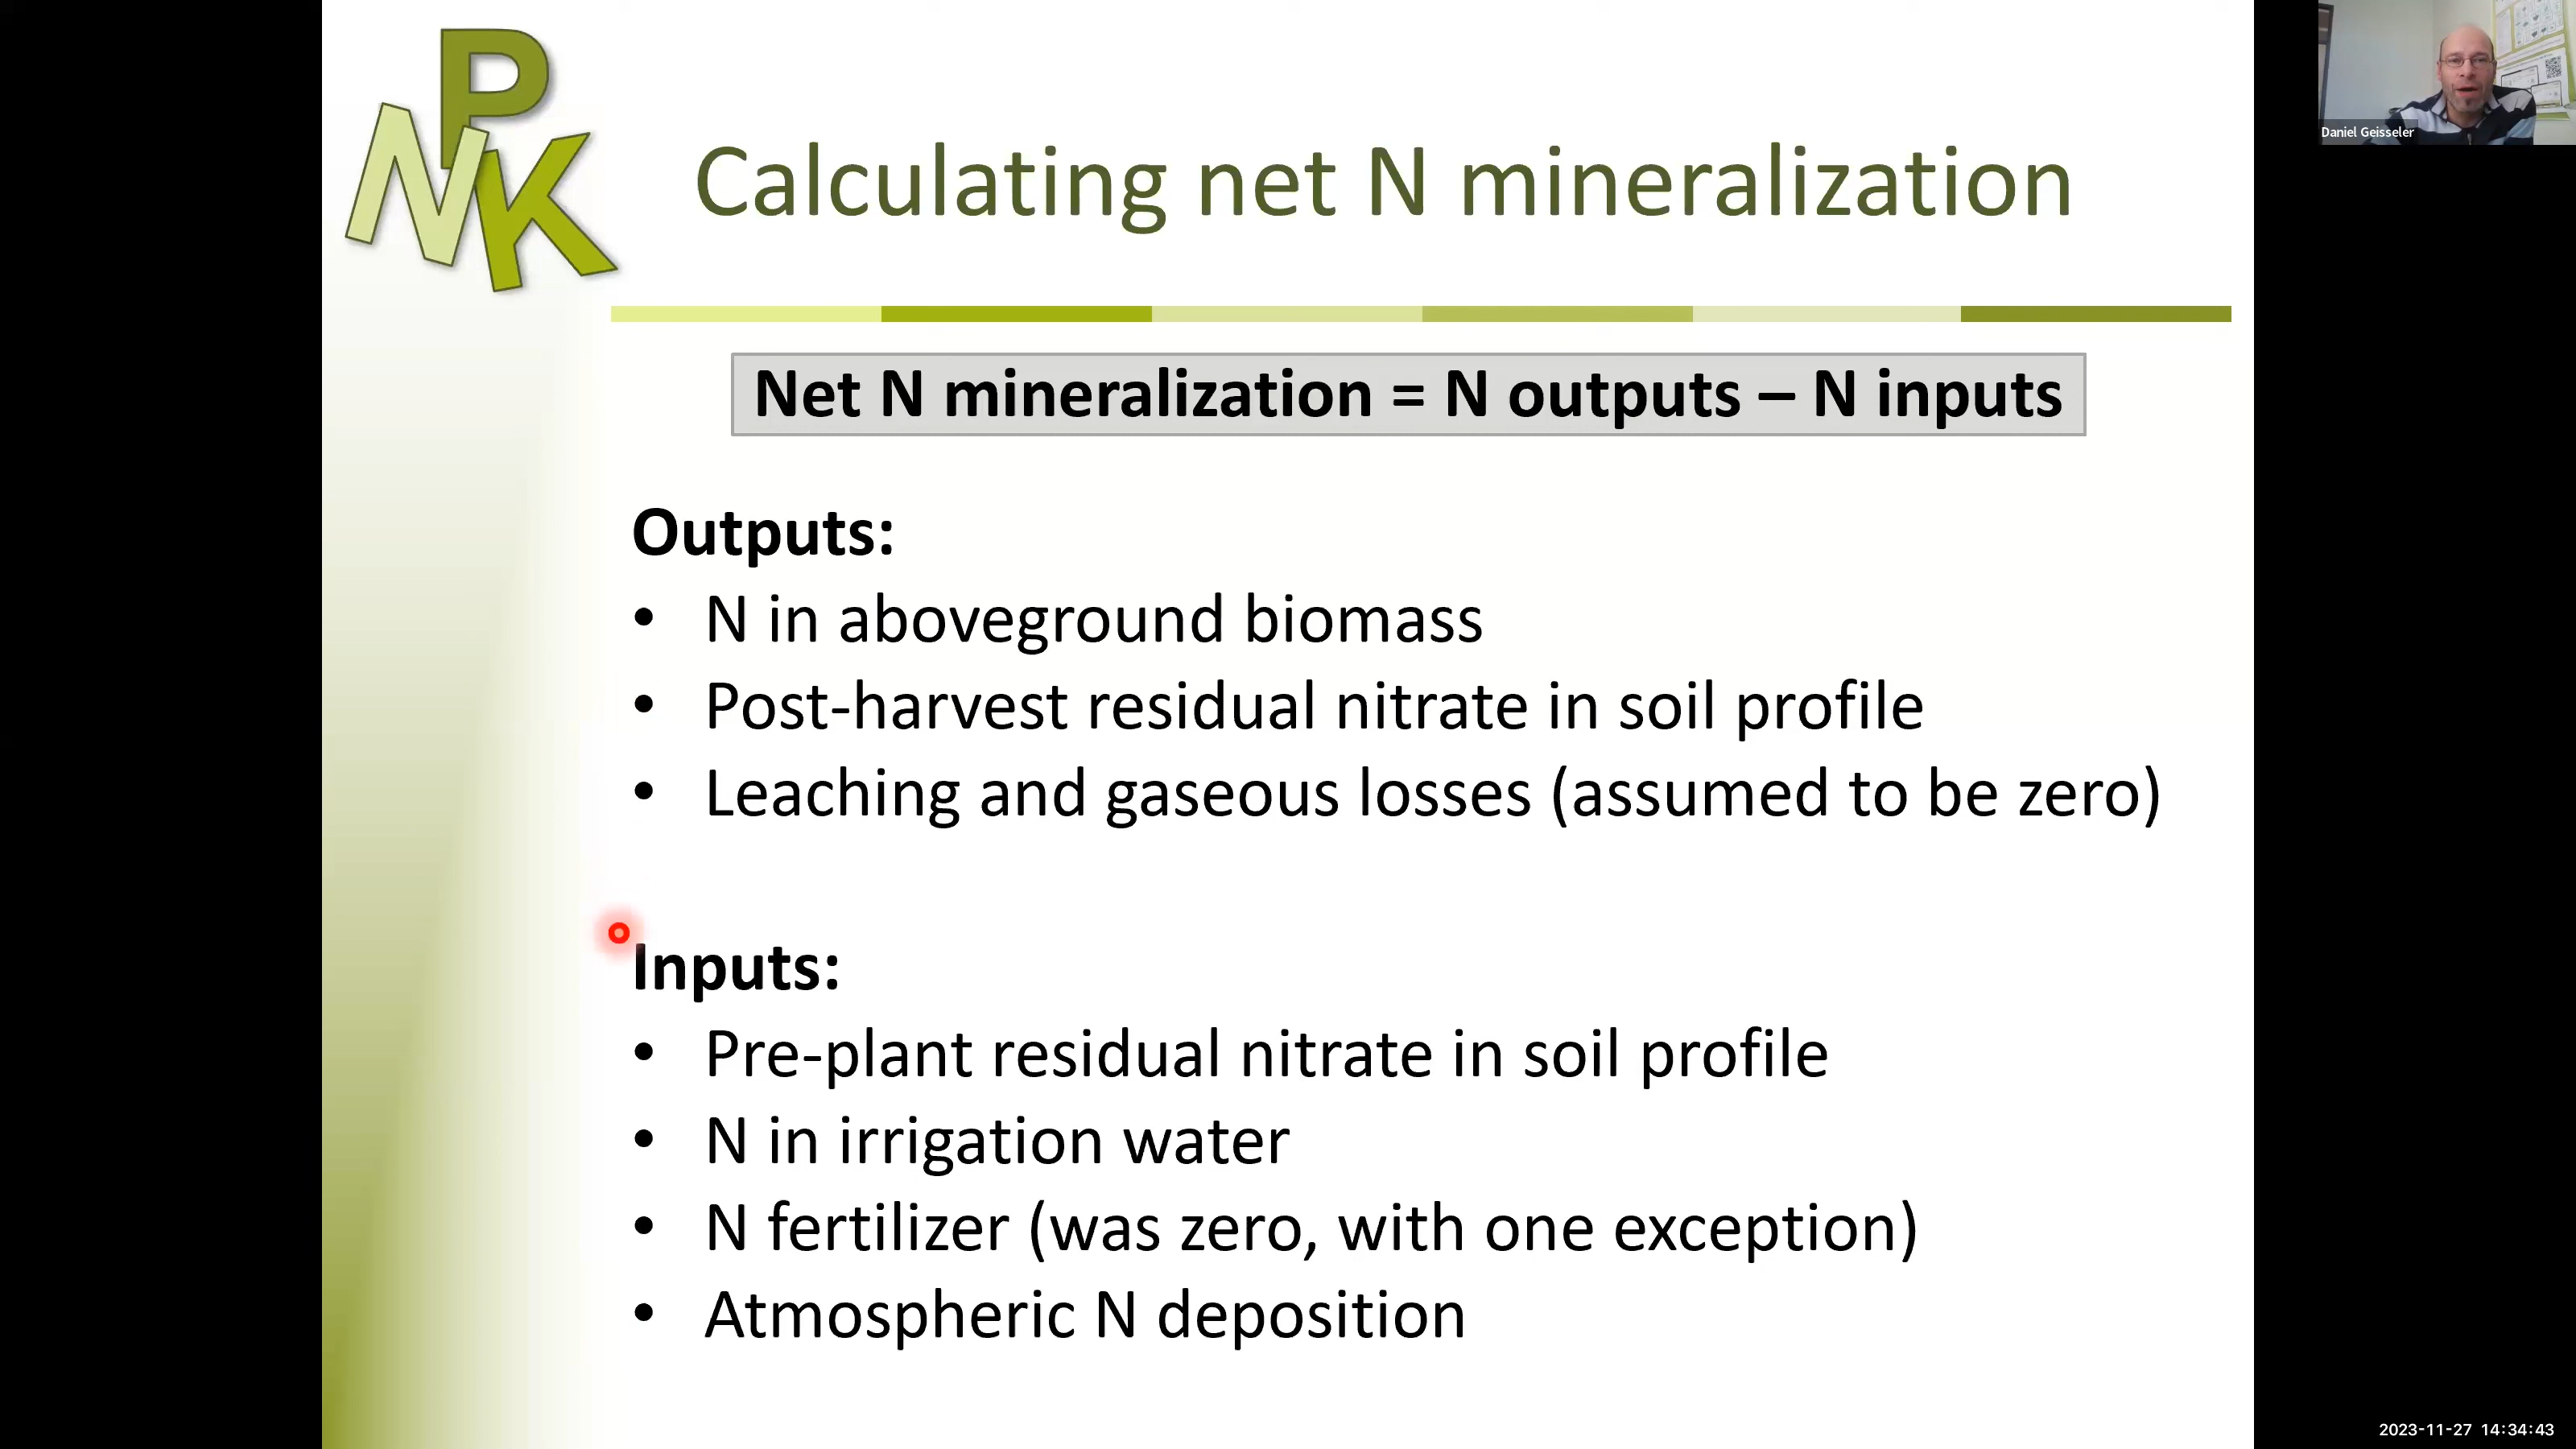 P
N K
Calculating net N mineralization
Daniel Geisseler
Net N mineralization = N outputs – N inputs
Outputs:
• N in aboveground biomass
• Post-harvest residual nitrate in soil profile
• Leaching and gaseous losses (assumed to be zero)
Inputs:
• Pre-plant residual nitrate in soil profile
• N in irrigation water
• N fertilizer (was zero, with one exception)
• Atmospheric N deposition
2023-11-27 14:34:43